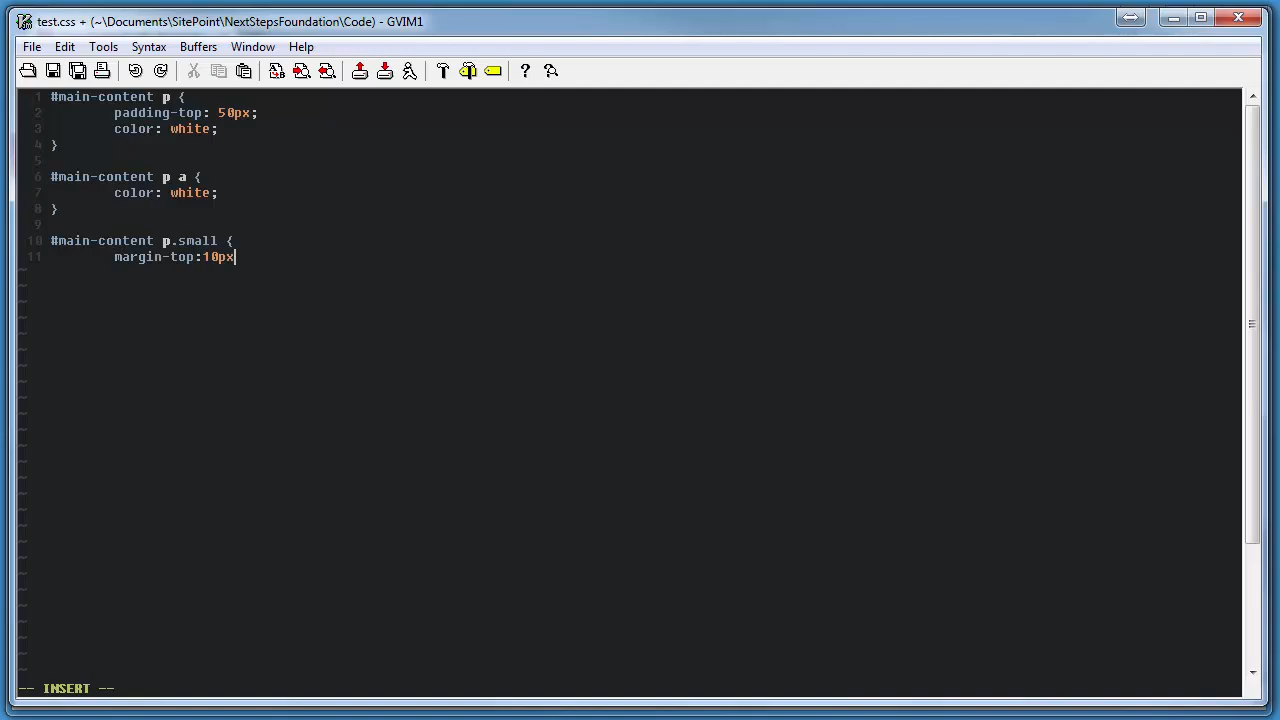 test.css + (~\Documents\SitePoint\NextStepsFoundation\Code) - GVIM1
File Edit Tools Syntax Buffers Window Help
1 #main-content p {
2 padding-top: 50px;
3 color: white;
4 }
5
6 #main-content p a {
7 color: white;
8 }
9
10 #main-content p.small {
11 margin-top:10px
-- INSERT --